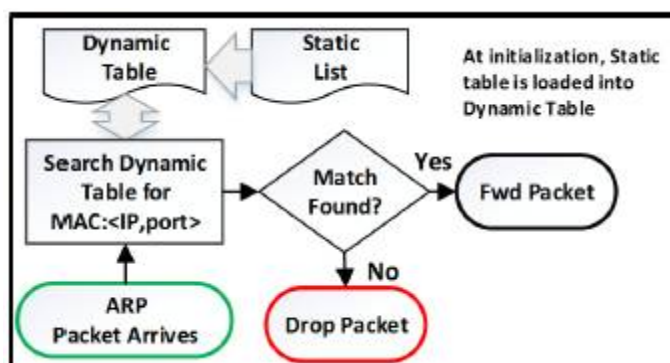 Dynamic
Table
Static
List
At initialization, Static
table is loaded into
Dynamic Table
Search Dynamic
Table for
MAC:<IP,port>
Match
Found?
Yes
Fwd Packet
No
ARP
Packet Arrives
Drop Packet